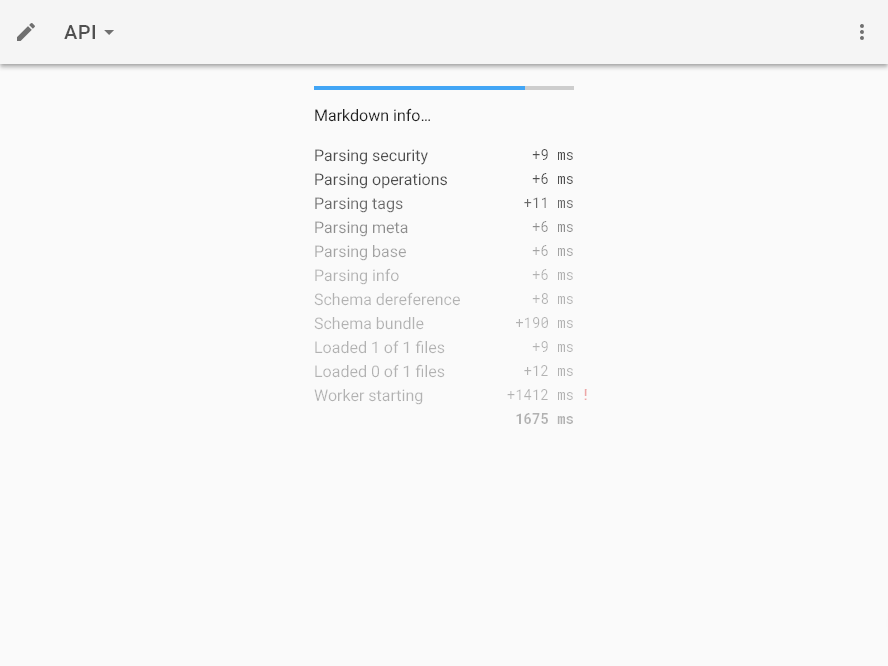 API
Markdown info...
Parsing security +9 ms
Parsing operations +6 ms
Parsing tags +11 ms
Parsing meta +6 ms
Parsing base +6 ms
Parsing info +6 ms
Schema dereference +8 ms
Schema bundle +190 ms
Loaded 1 of 1 files +9 ms
Loaded 0 of 1 files +12 ms
Worker starting +1412 ms !
1675 ms